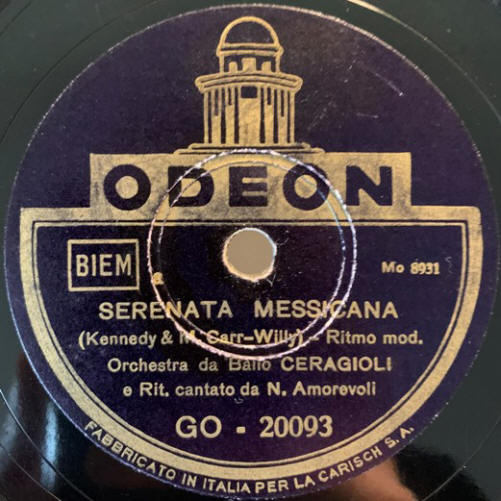 ODEON
BIEM
Mo 8931
SERENATA MESSICANA
(Kennedy & M. Carr-Willy) - Ritmo mod.
Orchestra da Ballo CERAGIOLI
e Rit. cantato da N. Amorevoli
GO - 20093
FABBRICATO IN ITALIA PER LA CARISCH S. A.